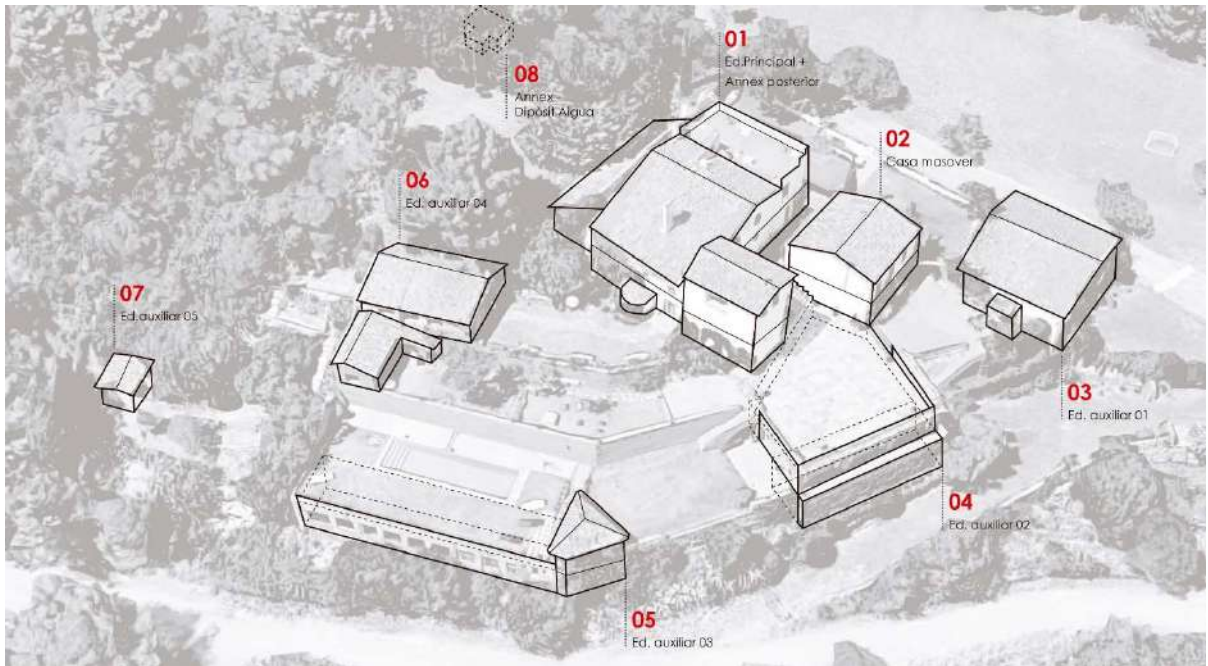 01
Ed.Principal +
Annex posterior
02
Casa masover
03
Ed. auxiliar 01
04
Ed. auxiliar 02
05
Ed. auxiliar 03
06
Ed. auxiliar 04
07
Ed.auxiliar 05
08
Annex -
Dipòsit Aigua